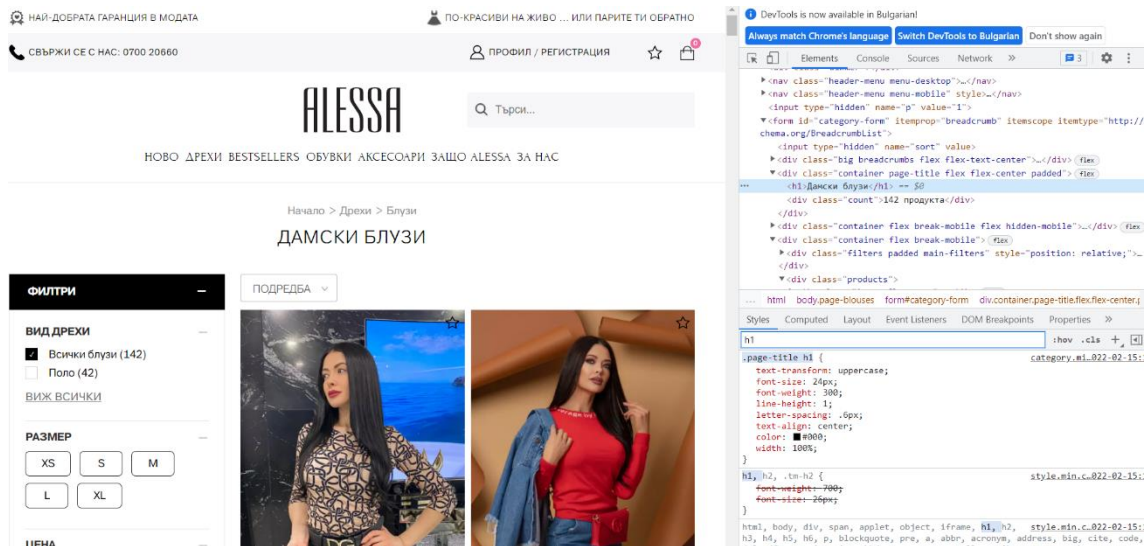 НАЙ-ДОБРАТА ГАРАНЦИЯ В МОДАТА
ПО-КРАСИВИ НА ЖИВО ... ИЛИ ПАРИТЕ ТИ ОБРАТНО
СВЪРЖИ СЕ С НАС: 0700 20660
ПРОФИЛ / РЕГИСТРАЦИЯ
0
ALESSA
Търси...
НОВО ДРЕХИ BESTSELLERS ОБУВКИ АКСЕСОАРИ ЗАЩО ALESSA ЗА НАС
Начало > Дрехи > Блузи
ДАМСКИ БЛУЗИ
ФИЛТРИ
ПОДРЕДБА
ВИД ДРЕХИ
Всички блузи (142)
Поло (42)
ВИЖ ВСИЧКИ
РАЗМЕР
XS S M
L XL
ЦЕНА
DevTools is now available in Bulgarian!
Always match Chrome's language Switch DevTools to Bulgarian Don't show again
Elements Console Sources Network » 3
<nav class="header-menu menu-desktop">…</nav>
<nav class="header-menu menu-mobile" style>…</nav>
<input type="hidden" name="p" value="1">
<form id="category-form" itemprop="breadcrumb" itemscope itemtype="http://
chema.org/BreadcrumbList">
<input type="hidden" name="sort" value>
<div class="big breadcrumbs flex flex-text-center">…</div> flex
<div class="container page-title flex flex-center padded"> flex
<h1>Дамски блузи</h1> == $0
<div class="count">142 продукта</div>
</div>
<div class="container flex break-mobile flex hidden-mobile">…</div> flex
<div class="container flex break-mobile"> flex
<div class="filters padded main-filters" style="position: relative;">…
</div>
<div class="products">
... html body.page-blouses form#category-form div.container.page-title.flex.flex-center.p
Styles Computed Layout Event Listeners DOM Breakpoints Properties »
h1 :hov .cls +
.page-title h1 { category.mi…022-02-15:
text-transform: uppercase;
font-size: 24px;
font-weight: 300;
line-height: 1;
letter-spacing: .6px;
text-align: center;
color: #000;
width: 100%;
}
h1, h2, .tm-h2 { style.min.c…022-02-15:
font-weight: 700;
font-size: 26px;
}
html, body, div, span, applet, object, iframe, h1, h2, style.min.c…022-02-15:
h3, h4, h5, h6, p, blockquote, pre, a, abbr, acronym, address, big, cite, code,